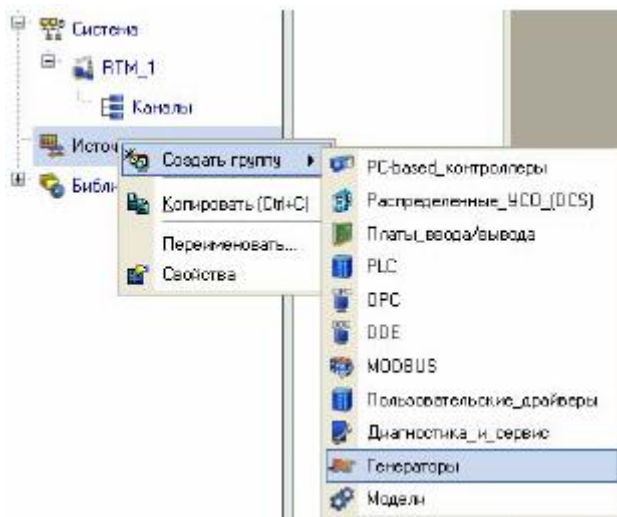 Система
RTM_1
Каналы
Источ
Библи
Создать группу
Копировать (Ctrl+C)
Переименовать...
Свойства
PC-based_контроллеры
Распределенные_УСО_(DCS)
Платы_ввода/вывода
PLC
OPC
DDE
MODBUS
Пользовательские_драйверы
Диагностика_и_сервис
Генераторы
Модели